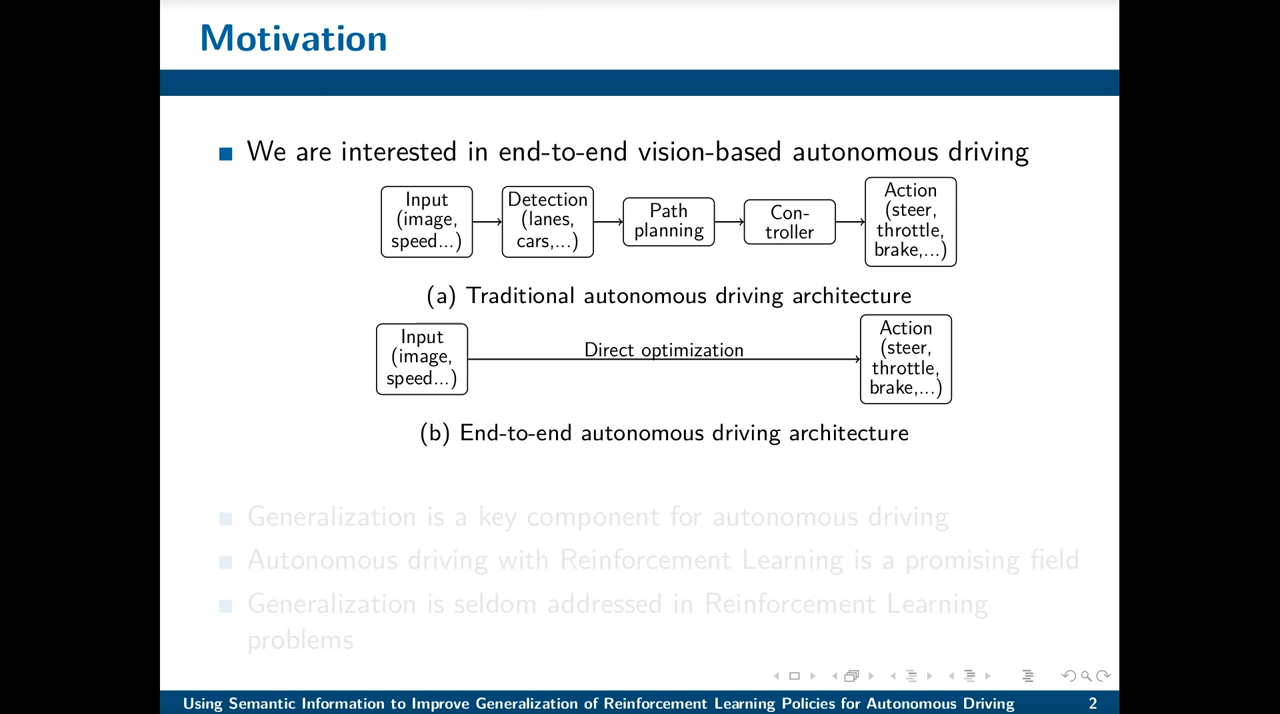 Motivation
We are interested in end-to-end vision-based autonomous driving
Input
(image,
speed...)
Detection
(lanes,
cars,...)
Path
planning
Con-
troller
Action
(steer,
throttle,
brake,...)
(a) Traditional autonomous driving architecture
Input
(image,
speed...)
Direct optimization
Action
(steer,
throttle,
brake,...)
(b) End-to-end autonomous driving architecture
Generalization is a key component for autonomous driving
Autonomous driving with Reinforcement Learning is a promising field
Generalization is seldom addressed in Reinforcement Learning
problems
Using Semantic Information to Improve Generalization of Reinforcement Learning Policies for Autonomous Driving 2